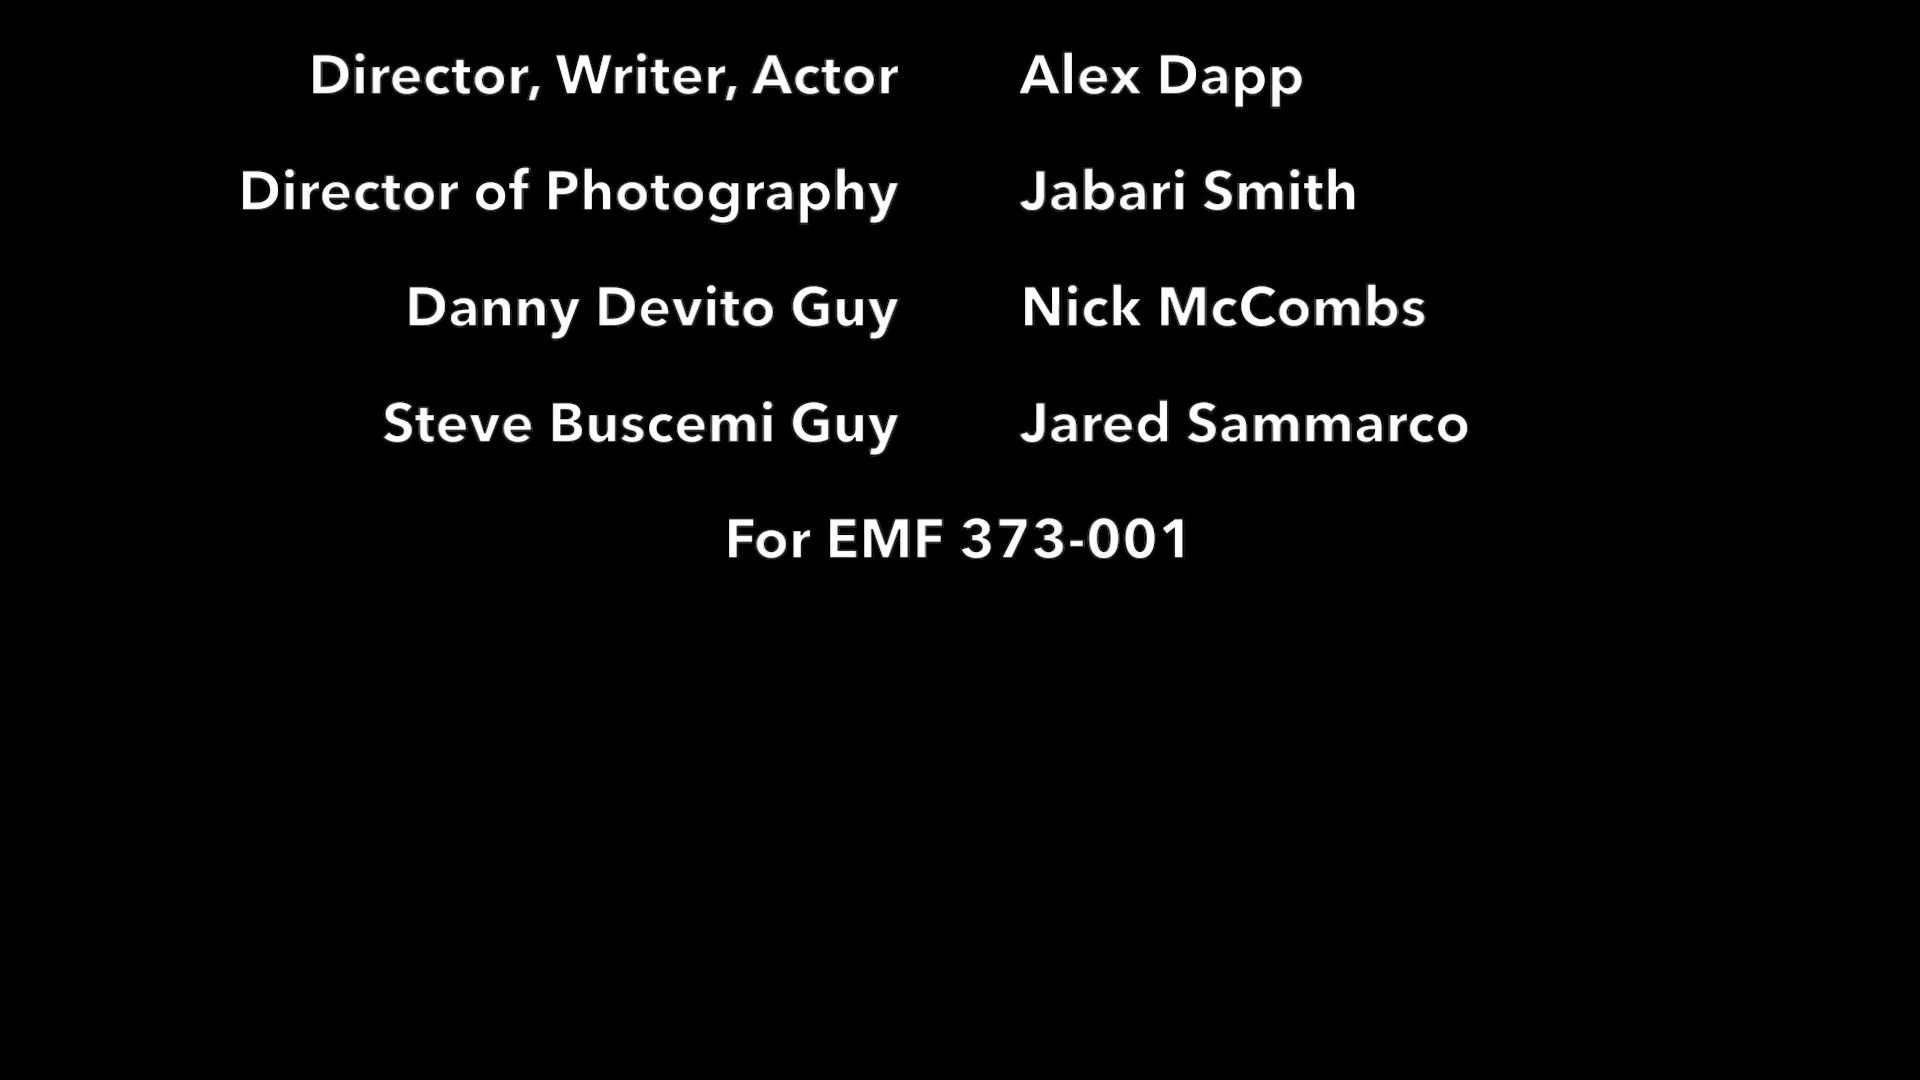 Director, Writer, Actor Alex Dapp
Director of Photography Jabari Smith
Danny Devito Guy Nick McCombs
Steve Buscemi Guy Jared Sammarco
For EMF 373-001